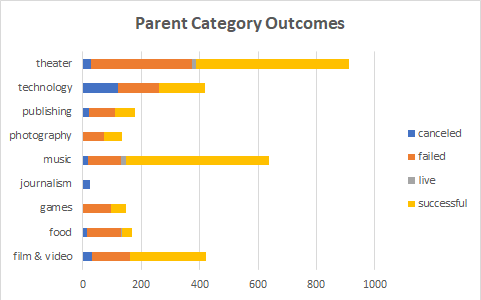 Parent Category Outcomes
theater
technology
publishing
photography
music
journalism
games
food
film & video
0 200 400 600 800 1000
canceled
failed
live
successful